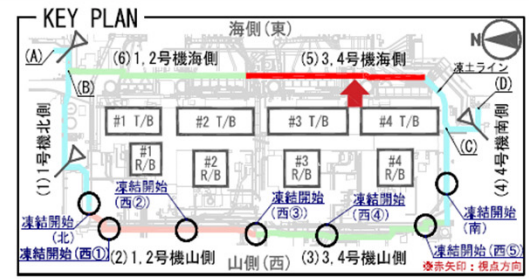 KEY PLAN
海側(東)
N
(A)
(6)1,2号機海側
(5)3,4号機海側
凍土ライン
(B)
(D)
#1 T/B
#2 T/B
#3 T/B
#4 T/B
(C)
(1)1号機北側
#1
R/B
#2
R/B
#3
R/B
#4
R/B
(4)4号機南側
凍結開始
(西②)
凍結開始
(西③)
凍結開始
(西④)
凍結開始
(北)
凍結開始
(南)
凍結開始(西①)
(2)1,2号機山側
山側(西)
(3)3,4号機山側
凍結開始(西⑤)
※赤矢印:視点方向